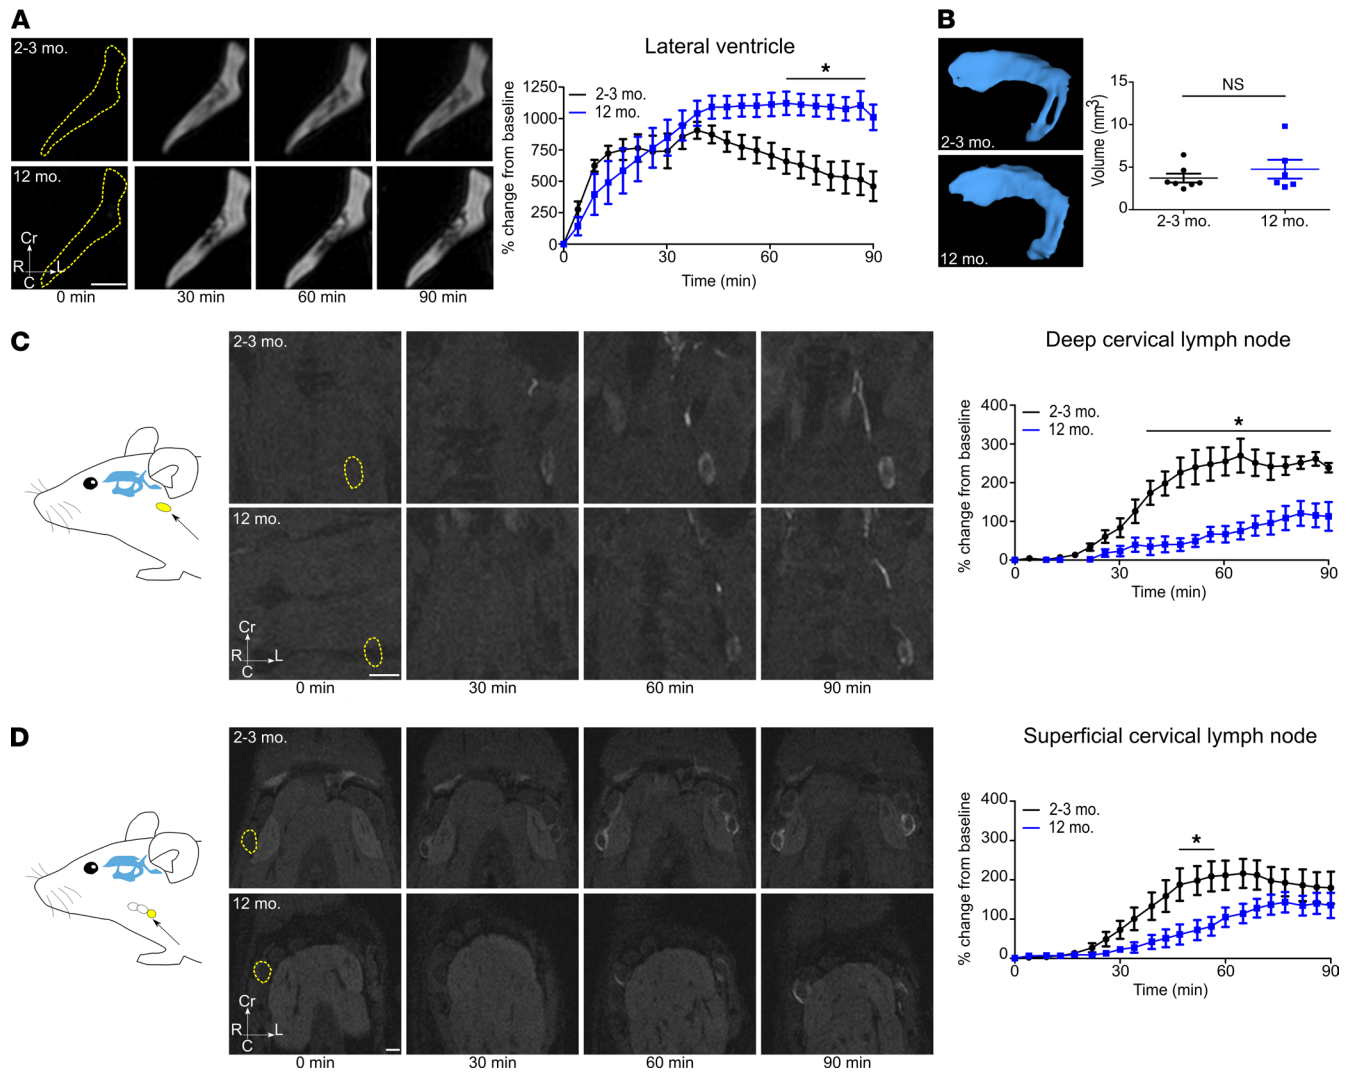 A
2-3 mo.
12 mo.
Cr
R
L
C
0 min
30 min
60 min
90 min
Lateral ventricle
% change from baseline
1250
1000
750
500
250
0
2-3 mo.
12 mo.
*
0
30
60
90
Time (min)
B
2-3 mo.
12 mo.
Volume (mm³)
15
10
5
0
NS
2-3 mo.
12 mo.
C
2-3 mo.
12 mo.
Cr
R
L
C
0 min
30 min
60 min
90 min
Deep cervical lymph node
% change from baseline
400
300
200
100
0
2-3 mo.
12 mo.
*
0
30
60
90
Time (min)
D
2-3 mo.
12 mo.
Cr
R
L
C
0 min
30 min
60 min
90 min
Superficial cervical lymph node
% change from baseline
400
300
200
100
0
2-3 mo.
12 mo.
*
0
30
60
90
Time (min)